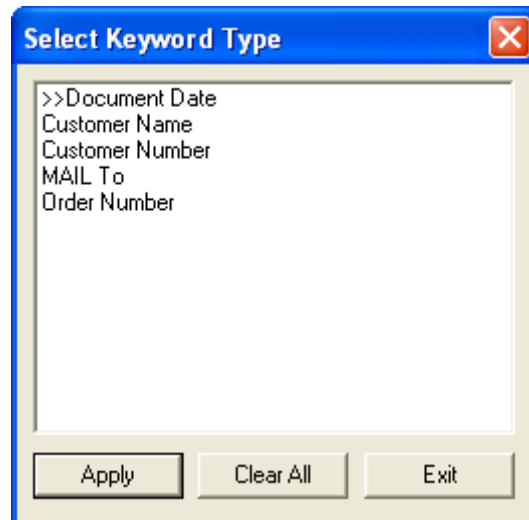 Select Keyword Type
>>Document Date
Customer Name
Customer Number
MAIL To
Order Number
Apply Clear All Exit